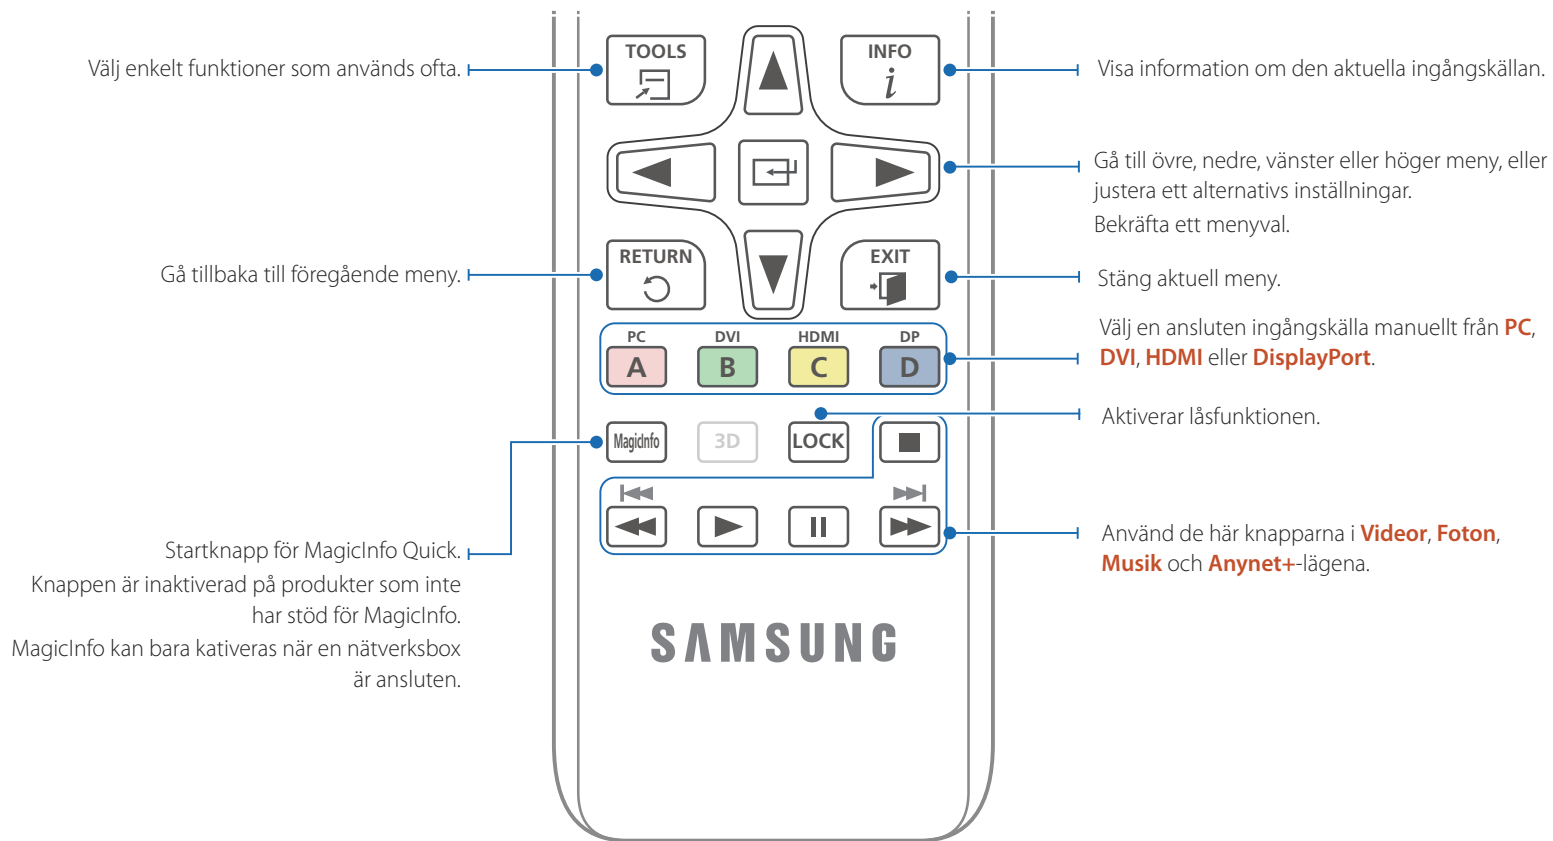 Välj enkelt funktioner som används ofta.
TOOLS
INFO
i
Visa information om den aktuella ingångskällan.
Gå till övre, nedre, vänster eller höger meny, eller
justera ett alternativs inställningar.
Bekräfta ett menyval.
Gå tillbaka till föregående meny.
RETURN
EXIT
Stäng aktuell meny.
PC DVI HDMI DP
A B C D
Välj en ansluten ingångskälla manuellt från PC,
DVI, HDMI eller DisplayPort.
Aktiverar låsfunktionen.
MagicInfo 3D LOCK
Startknapp för MagicInfo Quick.
Knappen är inaktiverad på produkter som inte
har stöd för MagicInfo.
MagicInfo kan bara kativeras när en nätverksbox
är ansluten.
Använd de här knapparna i Videor, Foton,
Musik och Anynet+-lägena.
SAMSUNG